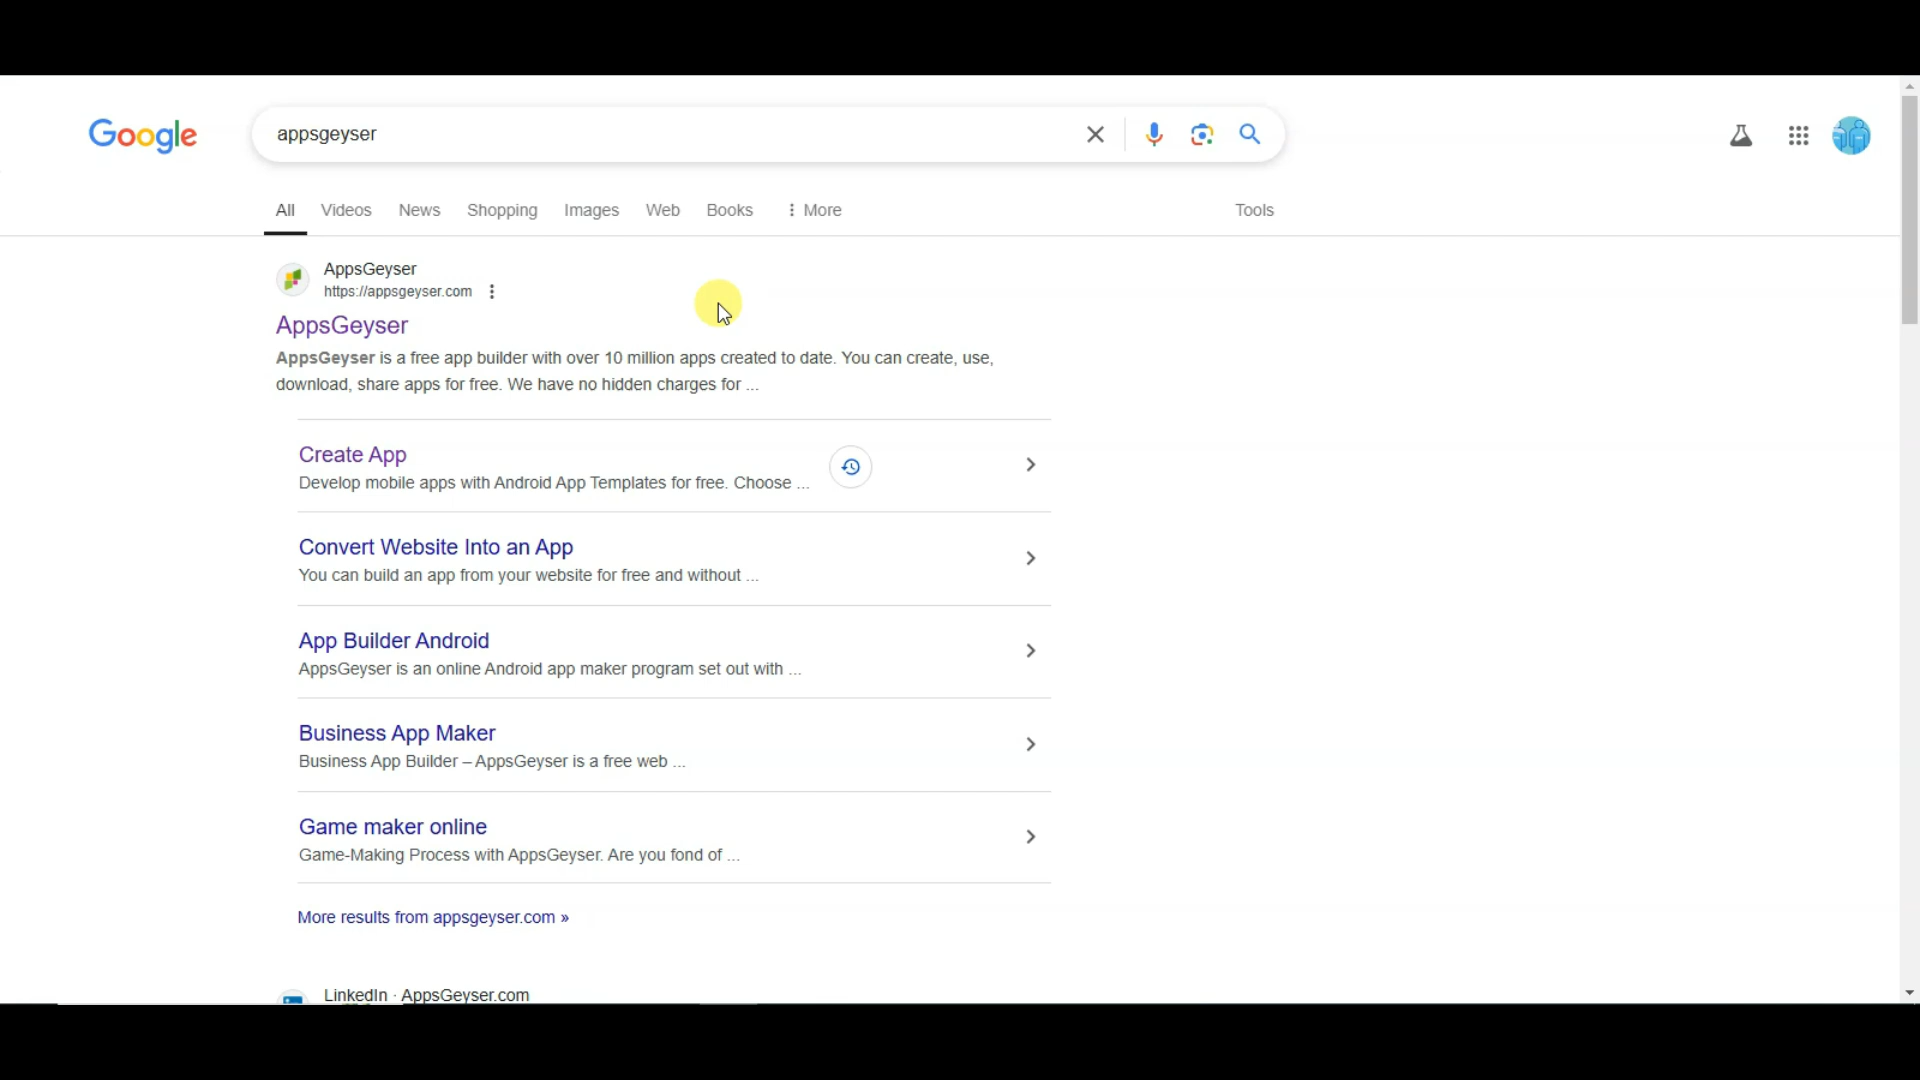 Google
appsgeyser
All Videos News Shopping Images Web Books More Tools
AppsGeyser
https://appsgeyser.com
AppsGeyser
AppsGeyser is a free app builder with over 10 million apps created to date. You can create, use,
download, share apps for free. We have no hidden charges for ...
Create App
Develop mobile apps with Android App Templates for free. Choose ...
Convert Website Into an App
You can build an app from your website for free and without ...
App Builder Android
AppsGeyser is an online Android app maker program set out with ...
Business App Maker
Business App Builder – AppsGeyser is a free web ...
Game maker online
Game-Making Process with AppsGeyser. Are you fond of ...
More results from appsgeyser.com »
LinkedIn · AppsGeyser.com